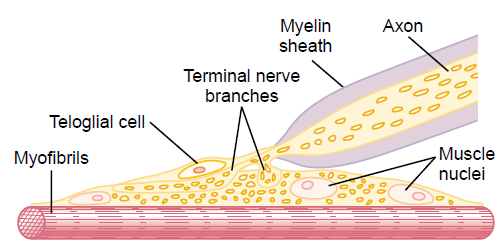 Myelin
sheath
Axon
Terminal nerve
branches
Teloglial cell
Myofibrils
Muscle
nuclei